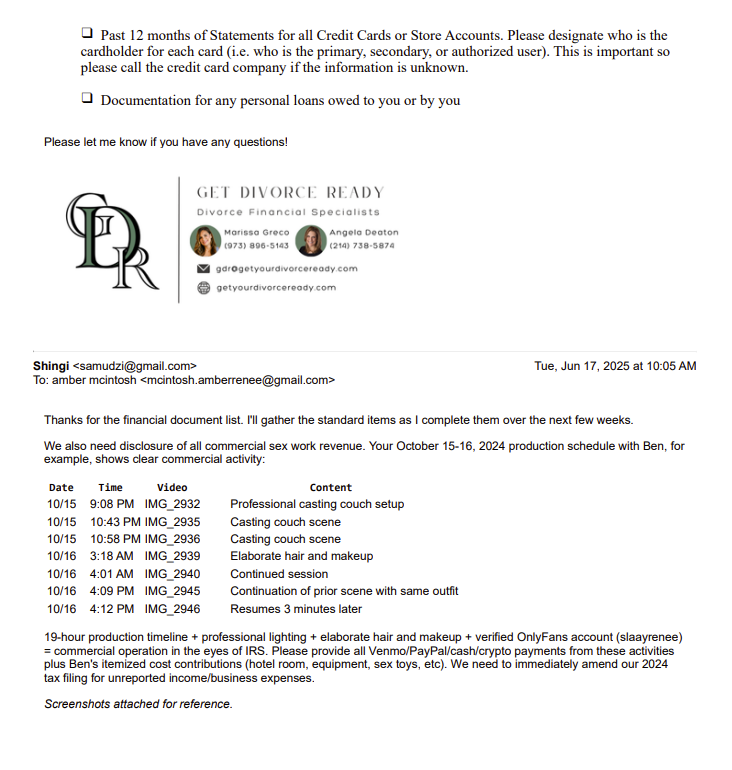 ❑ Past 12 months of Statements for all Credit Cards or Store Accounts. Please designate who is the
cardholder for each card (i.e. who is the primary, secondary, or authorized user). This is important so
please call the credit card company if the information is unknown.
❑ Documentation for any personal loans owed to you or by you
Please let me know if you have any questions!
GDR
GET DIVORCE READY
Divorce Financial Specialists
Marissa Greco
(973) 896-5143
Angela Deaton
(214) 738-5874
gdr@getyourdivorceready.com
getyourdivorceready.com
Shingi <samudzi@gmail.com> Tue, Jun 17, 2025 at 10:05 AM
To: amber mcintosh <mcintosh.amberrenee@gmail.com>
Thanks for the financial document list. I'll gather the standard items as I complete them over the next few weeks.
We also need disclosure of all commercial sex work revenue. Your October 15-16, 2024 production schedule with Ben, for
example, shows clear commercial activity:
Date Time Video Content
10/15 9:08 PM IMG_2932 Professional casting couch setup
10/15 10:43 PM IMG_2935 Casting couch scene
10/15 10:58 PM IMG_2936 Casting couch scene
10/16 3:18 AM IMG_2939 Elaborate hair and makeup
10/16 4:01 AM IMG_2940 Continued session
10/16 4:09 PM IMG_2945 Continuation of prior scene with same outfit
10/16 4:12 PM IMG_2946 Resumes 3 minutes later
19-hour production timeline + professional lighting + elaborate hair and makeup + verified OnlyFans account (slaayrenee)
= commercial operation in the eyes of IRS. Please provide all Venmo/PayPal/cash/crypto payments from these activities
plus Ben's itemized cost contributions (hotel room, equipment, sex toys, etc). We need to immediately amend our 2024
tax filing for unreported income/business expenses.
Screenshots attached for reference.